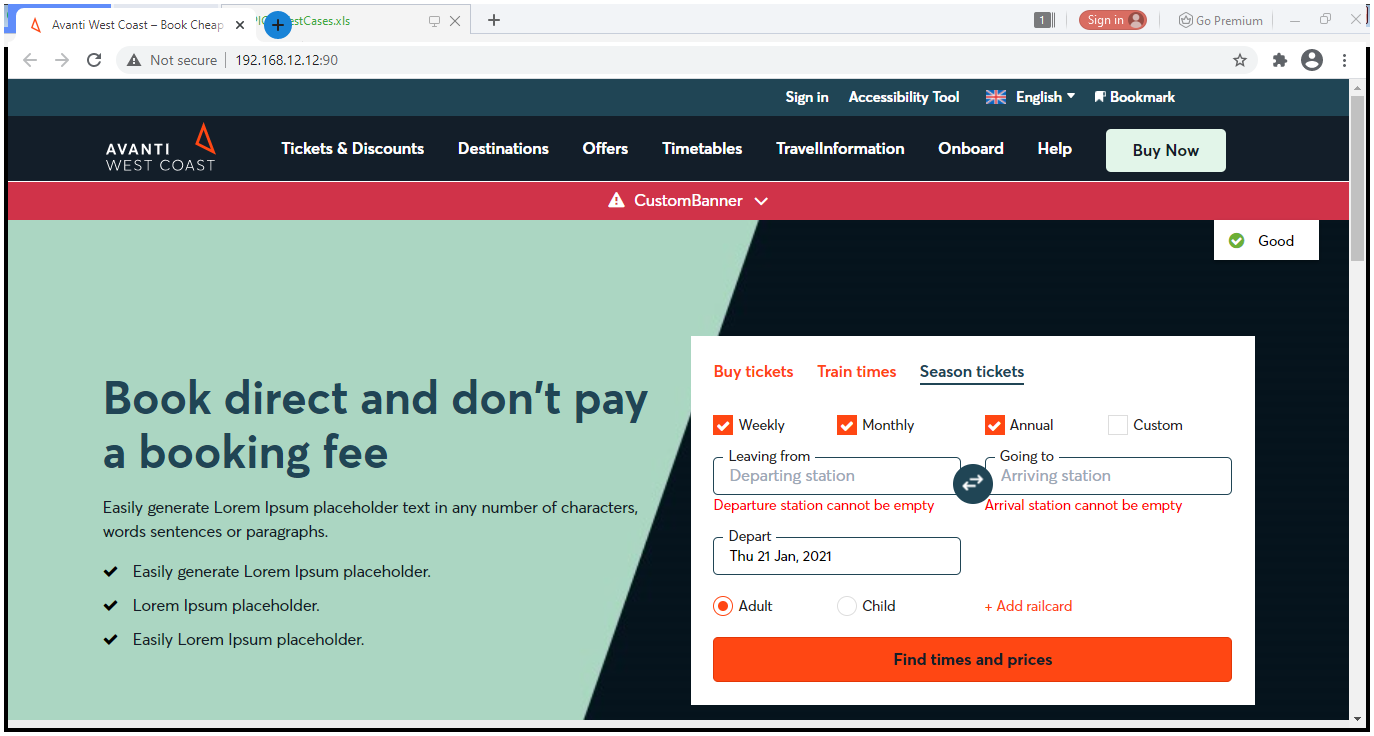 Avanti West Coast – Book Cheap
estCases.xls
1
Sign in
Go Premium
Not secure
192.168.12.12:90
Sign in
Accessibility Tool
English
Bookmark
AVANTI
WEST COAST
Tickets & Discounts
Destinations
Offers
Timetables
TravelInformation
Onboard
Help
Buy Now
CustomBanner
Good
Book direct and don't pay
a booking fee
Easily generate Lorem Ipsum placeholder text in any number of characters,
words sentences or paragraphs.
Easily generate Lorem Ipsum placeholder.
Lorem Ipsum placeholder.
Easily Lorem Ipsum placeholder.
Buy tickets
Train times
Season tickets
Weekly
Monthly
Annual
Custom
Leaving from
Departing station
Going to
Arriving station
Departure station cannot be empty
Arrival station cannot be empty
Depart
Thu 21 Jan, 2021
Adult
Child
+ Add railcard
Find times and prices